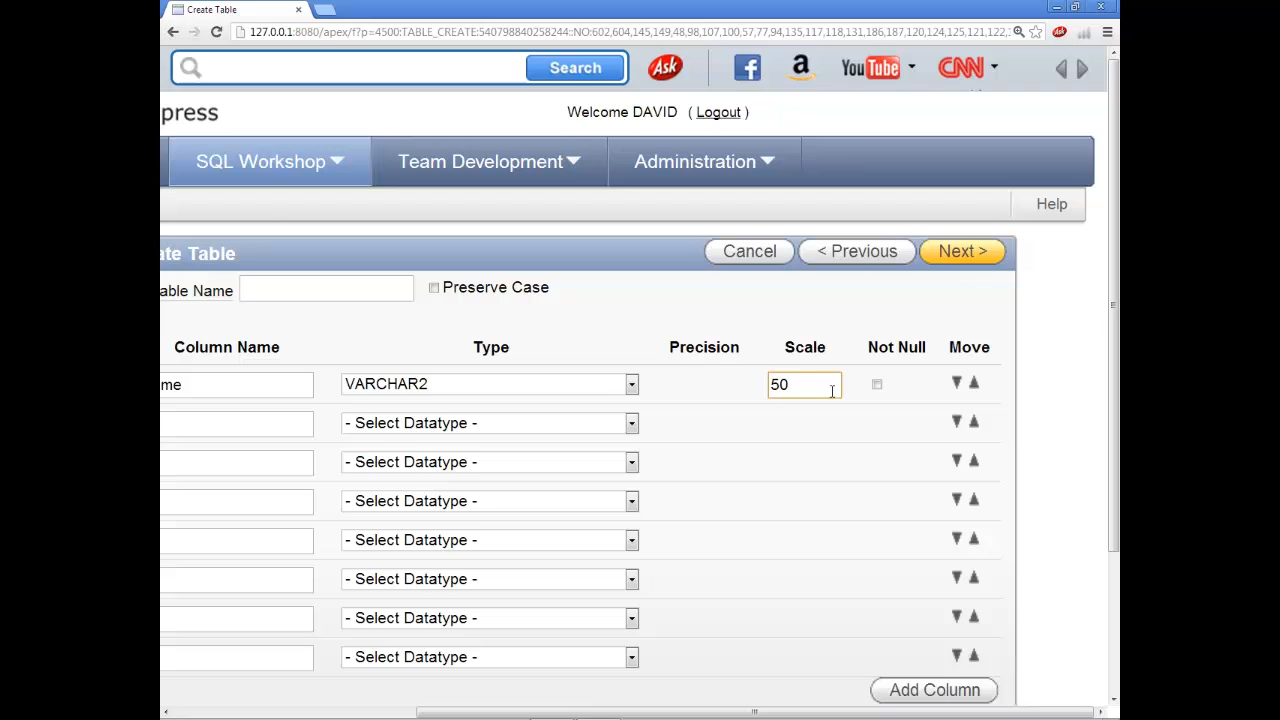 Create Table ×
127.0.0.1:8080/apex/f?p=4500:TABLE_CREATE:540798840258244::NO:602,604,145,149,48,98,107,100,57,77,94,135,117,118,131,186,187,120,124,125,121,122,
Search Ask f a YouTube CNN
press
Welcome DAVID ( Logout )
SQL Workshop Team Development Administration
Help
ate Table Cancel < Previous Next >
able Name Preserve Case
Column Name Type Precision Scale Not Null Move
me VARCHAR2 50
- Select Datatype -
- Select Datatype -
- Select Datatype -
- Select Datatype -
- Select Datatype -
- Select Datatype -
- Select Datatype -
Add Column